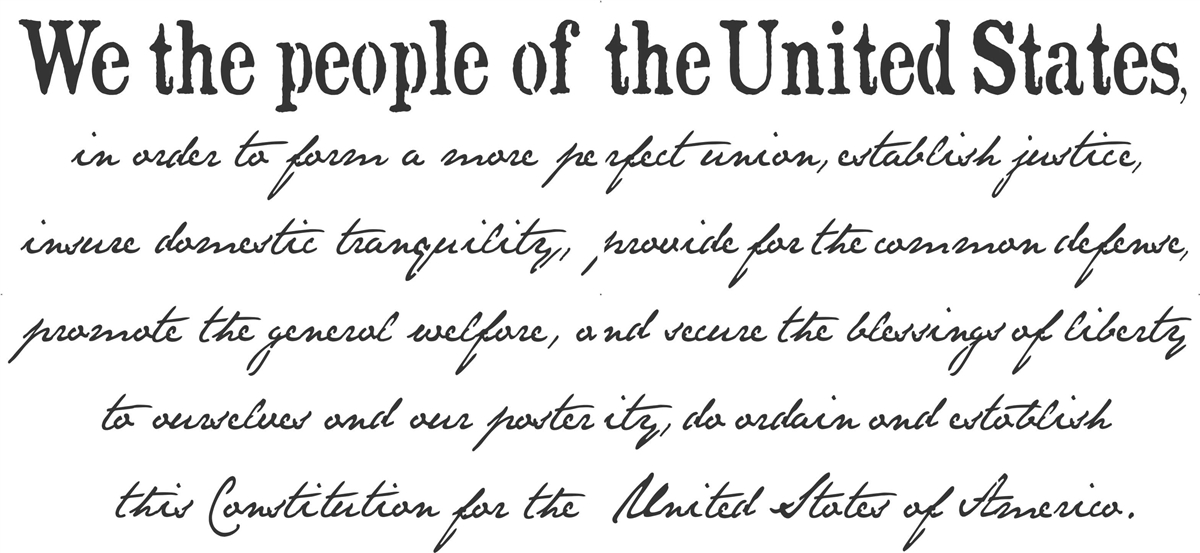 We the people of the United States,
in order to form a more perfect union, establish justice,
insure domestic tranquility, provide for the common defense,
promote the general welfare, and secure the blessings of liberty
to ourselves and our posterity, do ordain and establish
this Constitution for the United States of America.